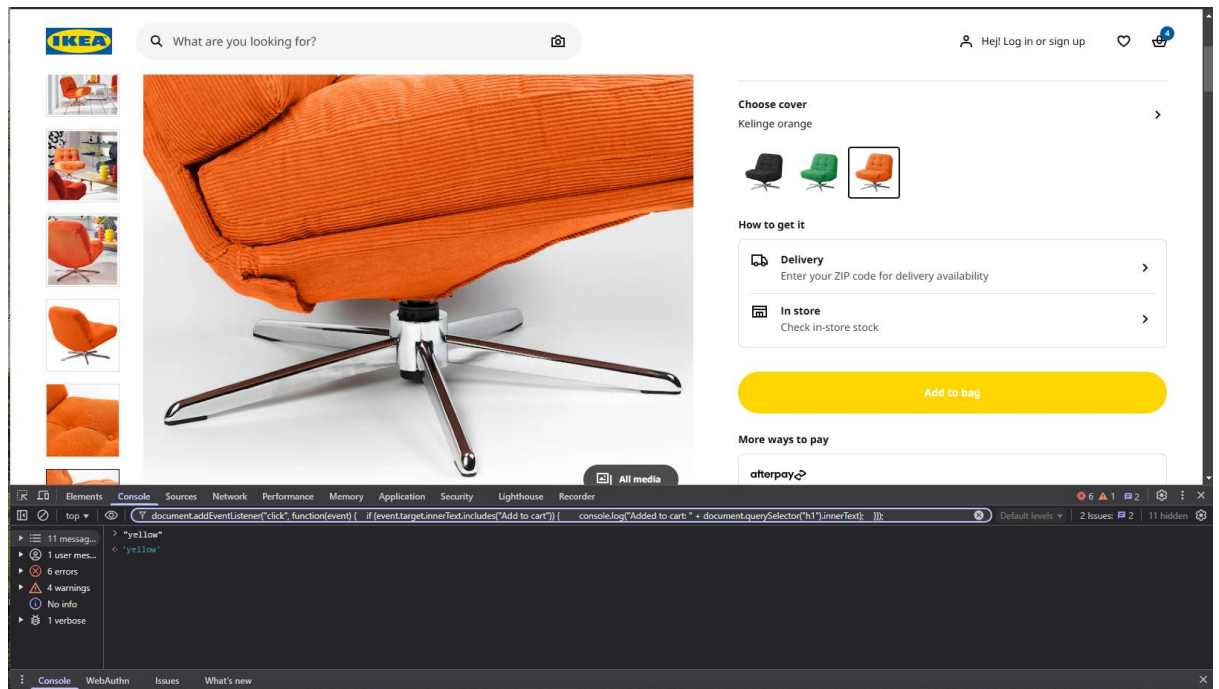 IKEA
What are you looking for?
Hej! Log in or sign up
4
Choose cover
Kelinge orange
How to get it
Delivery
Enter your ZIP code for delivery availability
In store
Check in-store stock
Add to bag
More ways to pay
afterpay
All media
Elements Console Sources Network Performance Memory Application Security Lighthouse Recorder
6 1 2
top
document.addEventListener("click", function(event) { if (event.target.innerText.includes("Add to cart")) { console.log("Added to cart: " + document.querySelector("h1").innerText); }});
Default levels
2 Issues: 2
11 hidden
11 messag...
1 user mes...
6 errors
4 warnings
No info
1 verbose
> "yellow"
< 'yellow'
Console WebAuthn Issues What's new